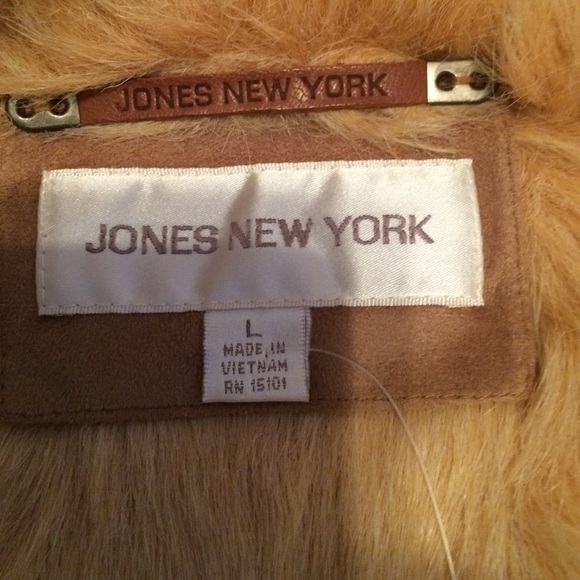 JONES NEW YORK
JONES NEW YORK
L
MADE IN
VIETNAM
RN 15101